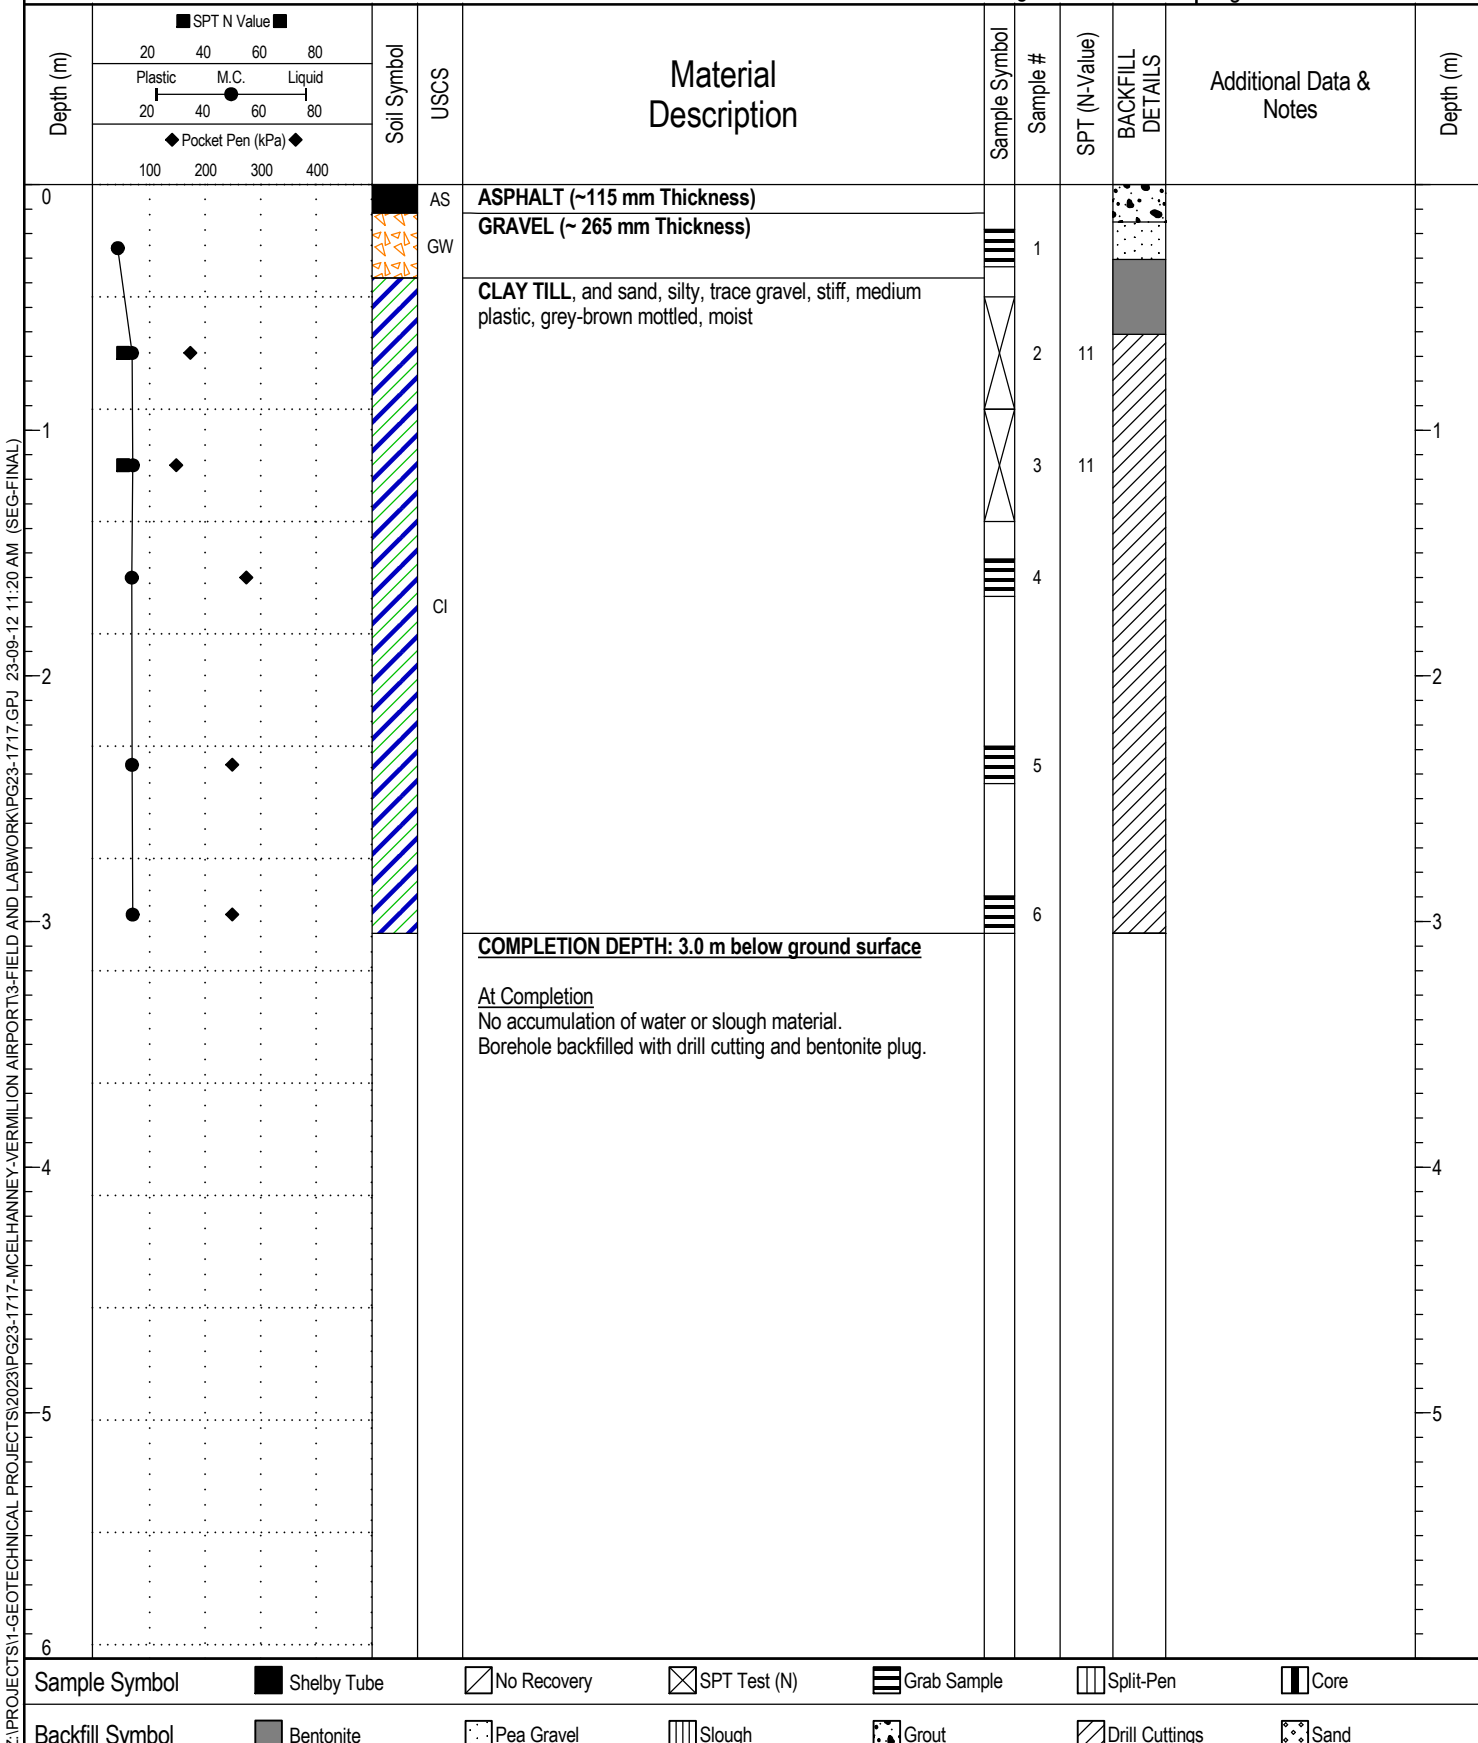 ■ SPT N Value ■
20 40 60 80
Plastic M.C. Liquid
20 40 60 80
◆ Pocket Pen (kPa) ◆
100 200 300 400
Depth (m)
Soil Symbol
USCS
Material
Description
Sample Symbol
Sample #
SPT (N-Value)
BACKFILL
DETAILS
Additional Data &
Notes
Depth (m)
0
AS
ASPHALT (~115 mm Thickness)
GW
GRAVEL (~ 265 mm Thickness)
1
CLAY TILL, and sand, silty, trace gravel, stiff, medium
plastic, grey-brown mottled, moist
2 11
1 1
3 11
4
CI
2 2
5
6
3 3
COMPLETION DEPTH: 3.0 m below ground surface
At Completion
No accumulation of water or slough material.
Borehole backfilled with drill cutting and bentonite plug.
4 4
5 5
6
Z:\PROJECTS\1-GEOTECHNICAL PROJECTS\2023\PG23-1717-MCELHANNEY-VERMILION AIRPORT\3-FIELD AND LABWORK\PG23-1717.GPJ 23-09-12 11:20 AM (SEG-FINAL)
Sample Symbol Shelby Tube No Recovery SPT Test (N) Grab Sample Split-Pen Core
Backfill Symbol Bentonite Pea Gravel Slough Grout Drill Cuttings Sand